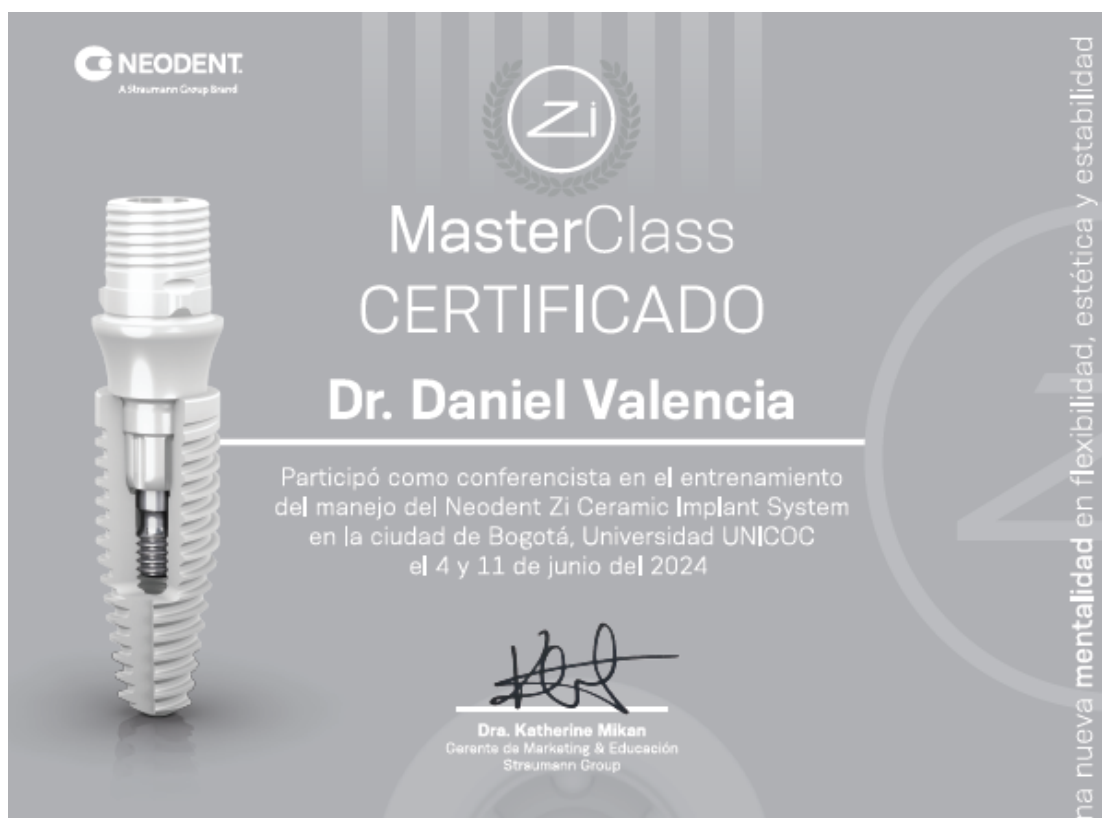 NEODENT
A Straumann Group Brand
Zi
MasterClass
CERTIFICADO
Dr. Daniel Valencia
Participó como conferencista en el entrenamiento
del manejo del Neodent Zi Ceramic Implant System
en la ciudad de Bogotá, Universidad UNICOC
el 4 y 11 de junio del 2024
Dra. Katherine Mikan
Gerente de Marketing & Educación
Straumann Group
nueva mentalidad en flexibilidad, estética y estabilidad